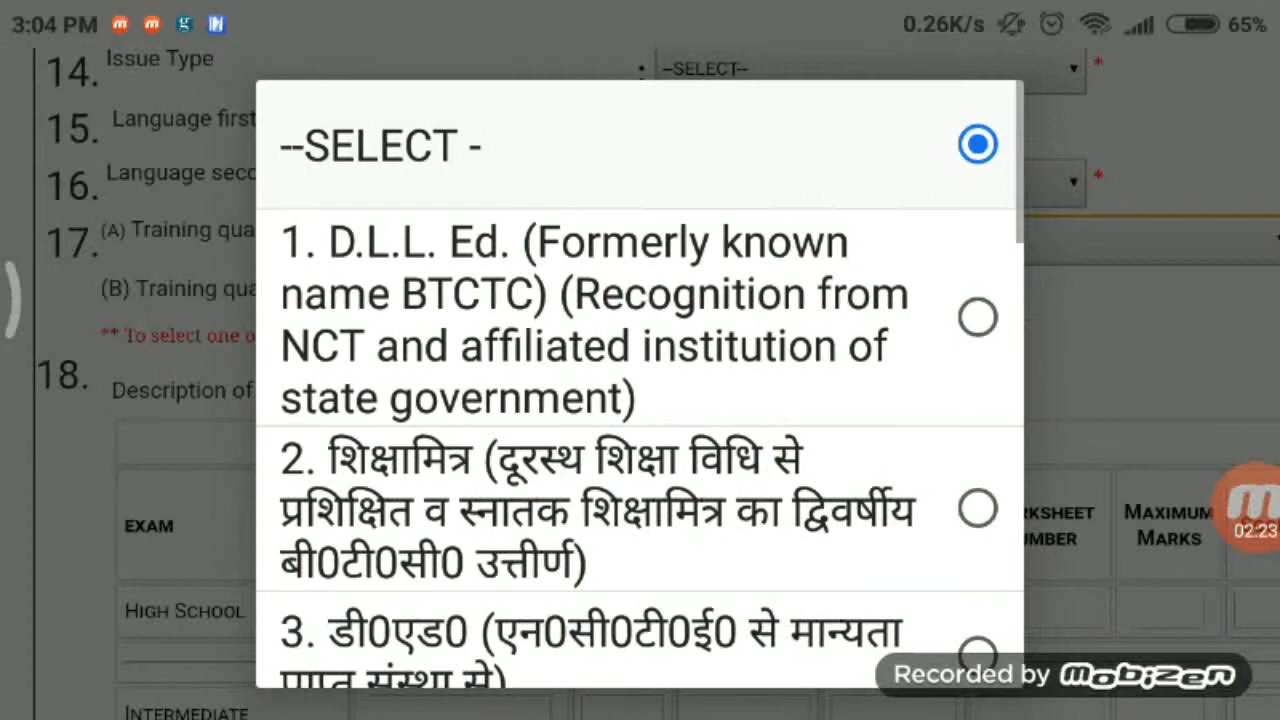 3:04 PM
0.26K/s
65%
14. Issue Type : --SELECT-- *
15. Language first
16. Language seco *
17. (A) Training qua
(B) Training qua
** To select one o
18. Description of
--SELECT -
1. D.L.L. Ed. (Formerly known
name BTCTC) (Recognition from
NCT and affiliated institution of
state government)
2. शिक्षामित्र (दूरस्थ शिक्षा विधि से
प्रशिक्षित व स्नातक शिक्षामित्र का द्विवर्षीय
बी0टी0सी0 उत्तीर्ण)
3. डी0एड0 (एन0सी0टी0ई0 से मान्यता
प्राप्त संस्था से)
EXAM
RKSHEET
UMBER
MAXIMUM
MARKS
HIGH SCHOOL
INTERMEDIATE
02:23
Recorded by mobizen